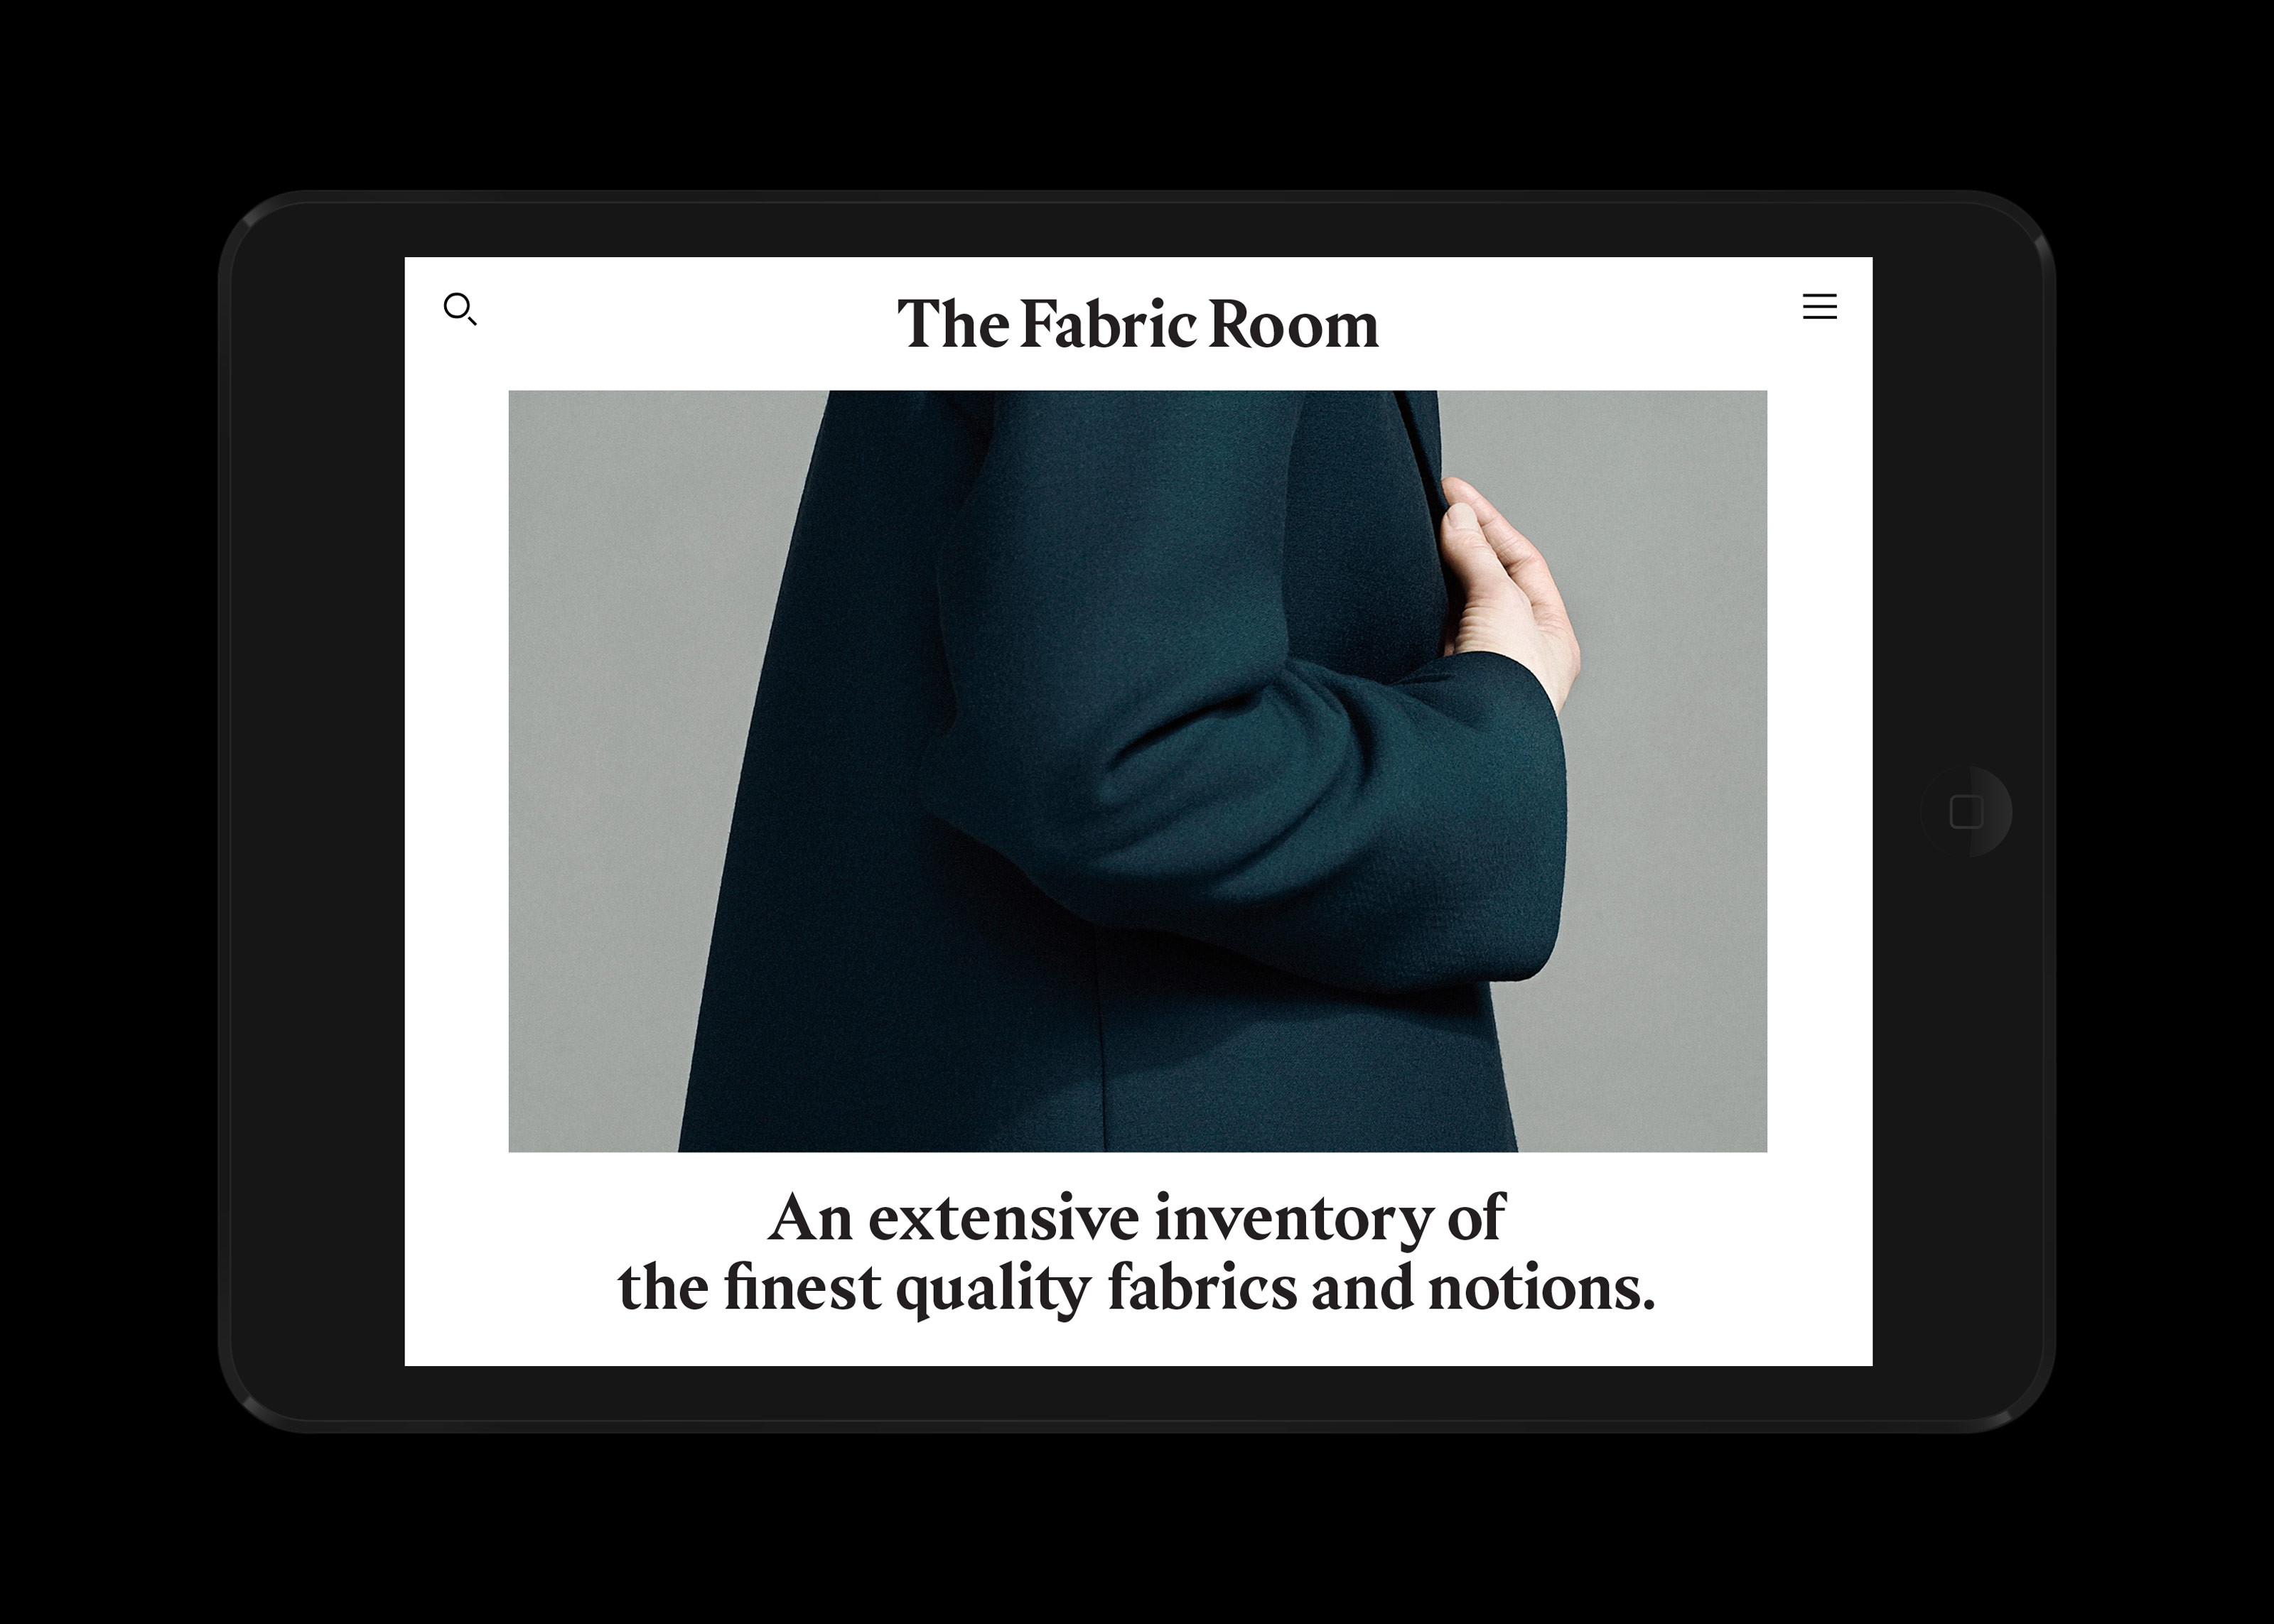 The Fabric Room
An extensive inventory of
the finest quality fabrics and notions.